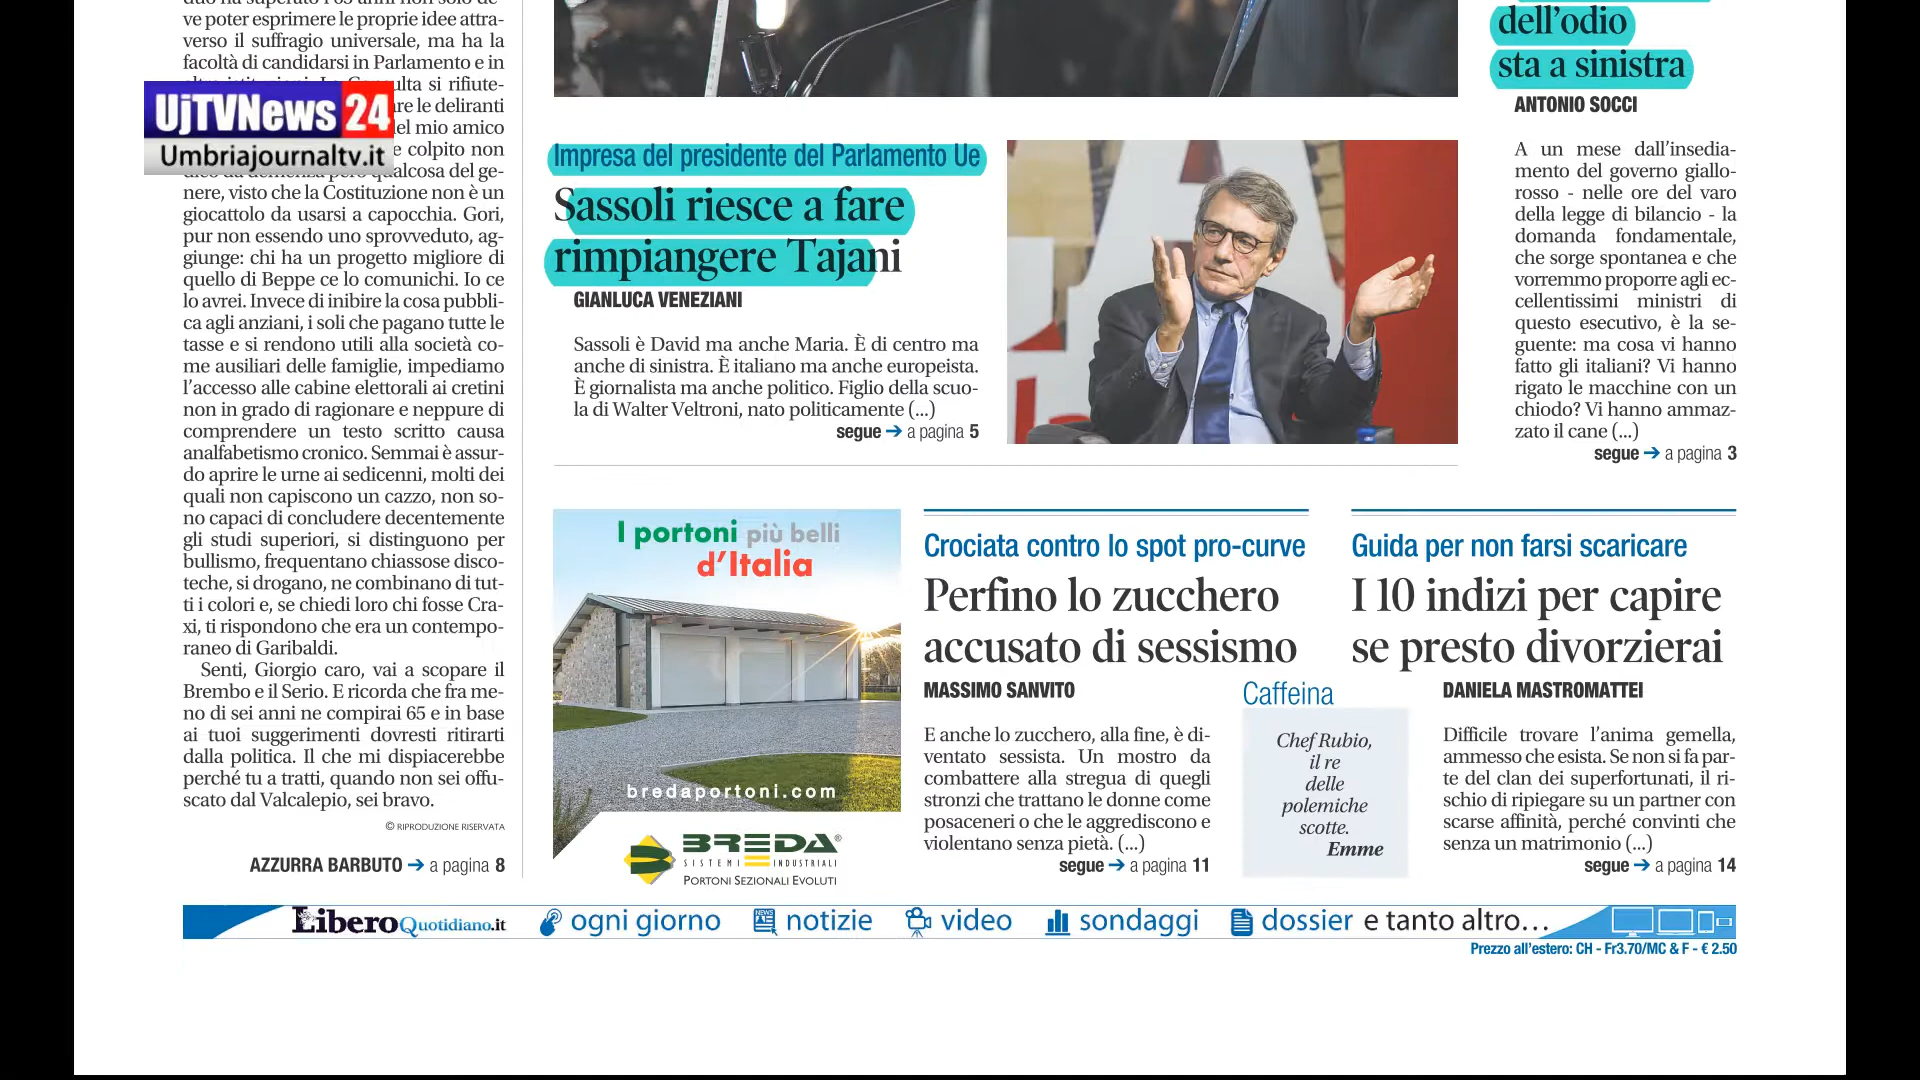 duo ha superato i 65 anni non solo de-
ve poter esprimere le proprie idee attra-
verso il suffragio universale, ma ha la
facoltà di candidarsi in Parlamento e in
ulta si rifiute-
re le deliranti
el mio amico
e colpito non
qualcosa del ge-
nere, visto che la Costituzione non è un
giocattolo da usarsi a capocchia. Gori,
pur non essendo uno sprovveduto, ag-
giunge: chi ha un progetto migliore di
quello di Beppe ce lo comunichi. Io ce
lo avrei. Invece di inibire la cosa pubbli-
ca agli anziani, i soli che pagano tutte le
tasse e si rendono utili alla società co-
me ausiliari delle famiglie, impediamo
l'accesso alle cabine elettorali ai cretini
non in grado di ragionare e neppure di
comprendere un testo scritto causa
analfabetismo cronico. Semmai è assur-
do aprire le urne ai sedicenni, molti dei
quali non capiscono un cazzo, non so-
no capaci di concludere decentemente
gli studi superiori, si distinguono per
bullismo, frequentano chiassose disco-
teche, si drogano, ne combinano di tut-
ti i colori e, se chiedi loro chi fosse Cra-
xi, ti rispondono che era un contempo-
raneo di Garibaldi.
Senti, Giorgio caro, vai a scopare il
Brembo e il Serio. E ricorda che fra me-
no di sei anni ne compirai 65 e in base
ai tuoi suggerimenti dovresti ritirarti
dalla politica. Il che mi dispiacerebbe
perché tu a tratti, quando non sei offu-
scato dal Valcalepio, sei bravo.
© RIPRODUZIONE RISERVATA
AZZURRA BARBUTO ➔ a pagina 8
UjTVNews 24
Umbriajournaltv.it
Impresa del presidente del Parlamento Ue
Sassoli riesce a fare
rimpiangere Tajani
GIANLUCA VENEZIANI
Sassoli è David ma anche Maria. È di centro ma
anche di sinistra. È italiano ma anche europeista.
È giornalista ma anche politico. Figlio della scuo-
la di Walter Veltroni, nato politicamente (...)
segue ➔ a pagina 5
dell'odio
sta a sinistra
ANTONIO SOCCI
A un mese dall'insedia-
mento del governo giallo-
rosso - nelle ore del varo
della legge di bilancio - la
domanda fondamentale,
che sorge spontanea e che
vorremmo proporre agli ec-
cellentissimi ministri di
questo esecutivo, è la se-
guente: ma cosa vi hanno
fatto gli italiani? Vi hanno
rigato le macchine con un
chiodo? Vi hanno ammaz-
zato il cane (...)
segue ➔ a pagina 3
I portoni più belli
d'Italia
bredaportoni.com
BREDA®
SISTEMI INDUSTRIALI
PORTONI SEZIONALI EVOLUTI
Crociata contro lo spot pro-curve
Perfino lo zucchero
accusato di sessismo
MASSIMO SANVITO
E anche lo zucchero, alla fine, è di-
ventato sessista. Un mostro da
combattere alla stregua di quegli
stronzi che trattano le donne come
posaceneri o che le aggrediscono e
violentano senza pietà. (...)
segue ➔ a pagina 11
Caffeina
Chef Rubio,
il re
delle
polemiche
scotte.
Emme
Guida per non farsi scaricare
I 10 indizi per capire
se presto divorzierai
DANIELA MASTROMATTEI
Difficile trovare l'anima gemella,
ammesso che esista. Se non si fa par-
te del clan dei superfortunati, il ri-
schio di ripiegare su un partner con
scarse affinità, perché convinti che
senza un matrimonio (...)
segue ➔ a pagina 14
Libero Quotidiano.it ogni giorno notizie video sondaggi dossier e tanto altro...
Prezzo all'estero: CH - Fr3.70/MC & F - € 2.50